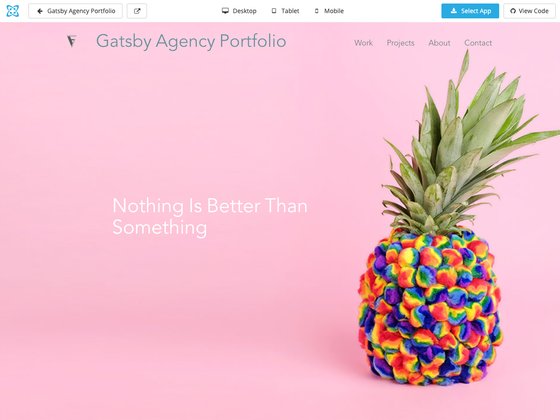 Gatsby Agency Portfolio
Desktop
Tablet
Mobile
Select App
View Code
Gatsby Agency Portfolio
Work
Projects
About
Contact
Nothing Is Better Than
Something